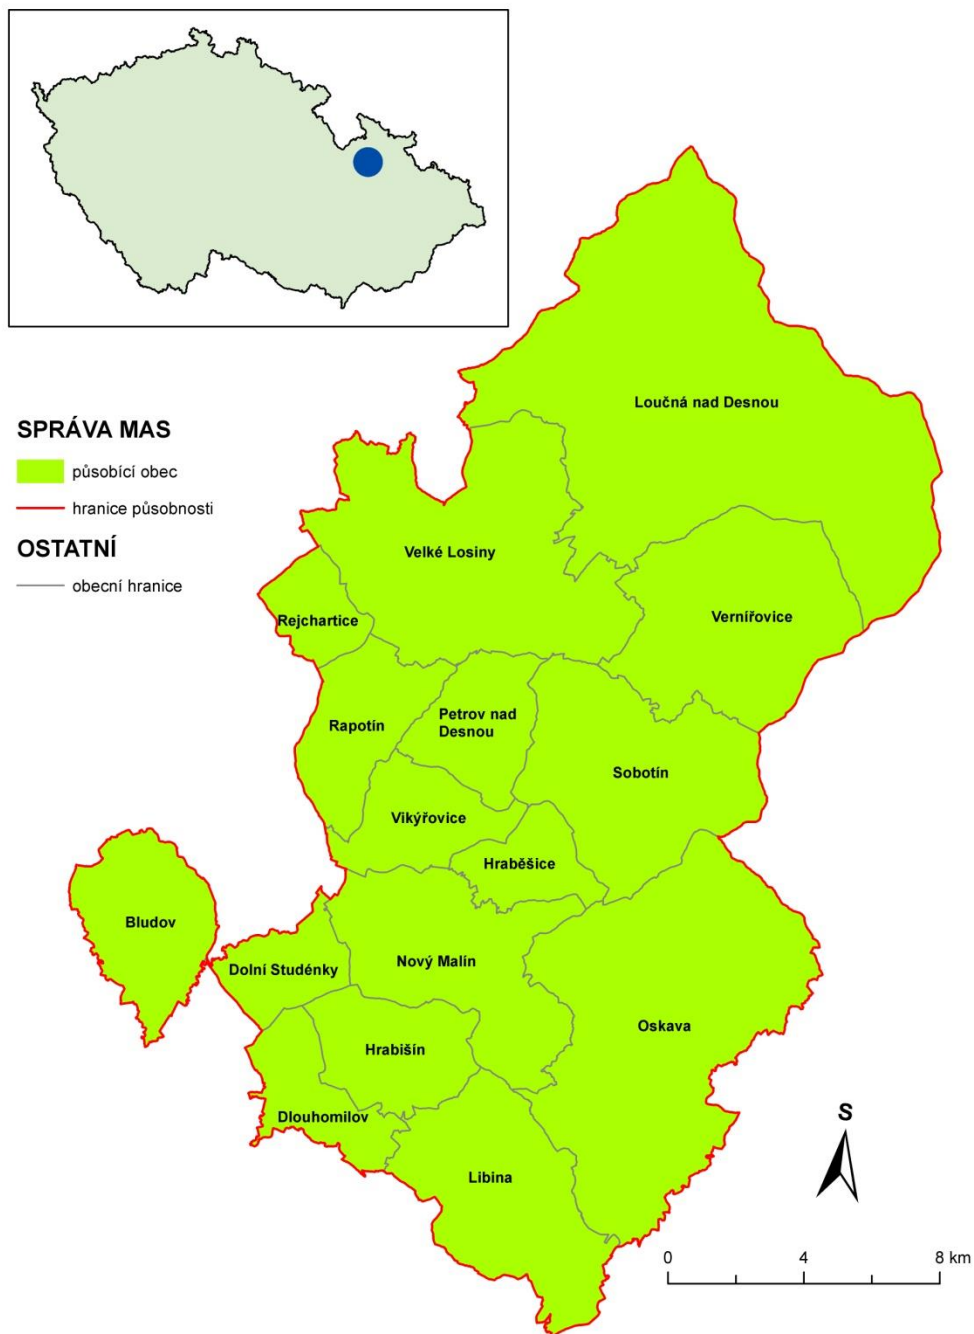 SPRÁVA MAS
působící obec
hranice působnosti
OSTATNÍ
obecní hranice
Loučná nad Desnou
Velké Losiny
Vernířovice
Rejchartice
Rapotín
Petrov nad
Desnou
Sobotín
Vikýřovice
Hraběšice
Bludov
Dolní Studénky
Nový Malín
Oskava
Hrabišín
Dlouhomilov
Libina
S
0 4 8 km